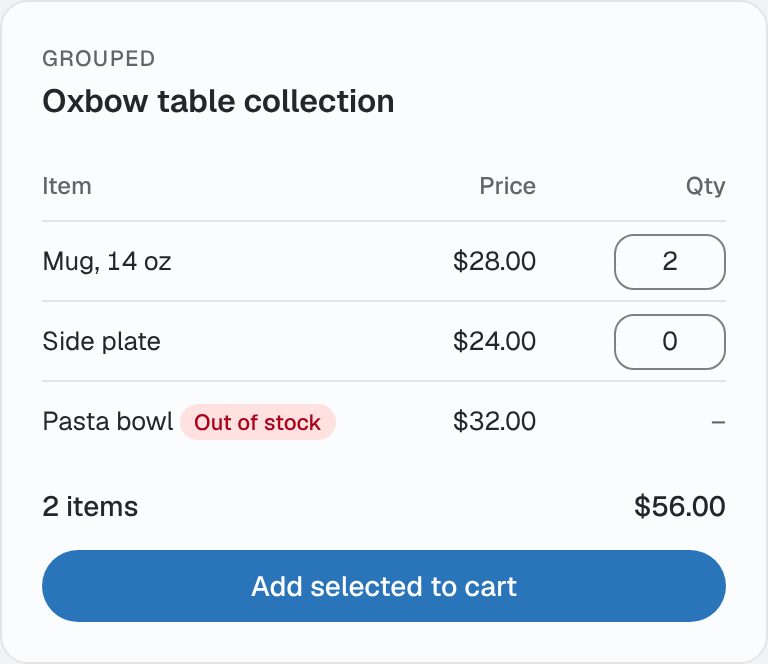 GROUPED
Oxbow table collection
Item Price Qty
Mug, 14 oz $28.00 2
Side plate $24.00 0
Pasta bowl Out of stock $32.00 –
2 items $56.00
Add selected to cart